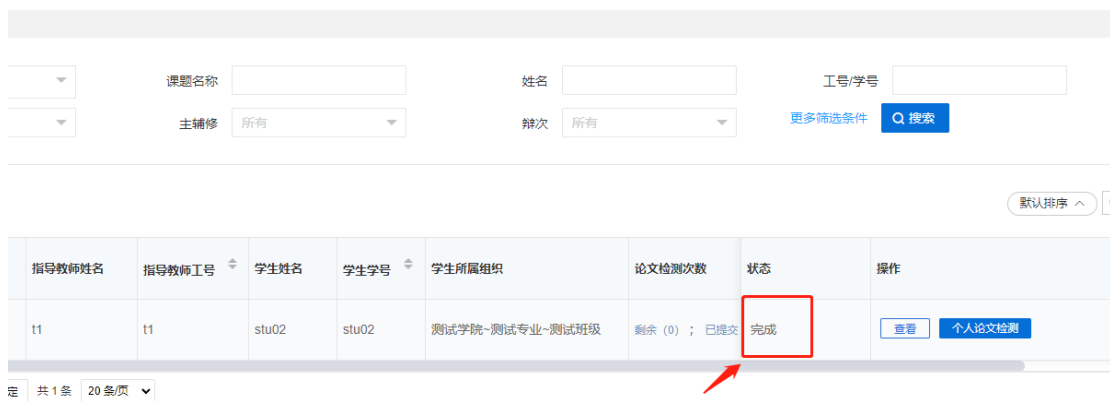 课题名称 姓名 工号/学号
主辅修 所有 辩次 所有 更多筛选条件 搜索
默认排序
指导教师姓名 指导教师工号 学生姓名 学生学号 学生所属组织 论文检测次数 状态 操作
t1 t1 stu02 stu02 测试学院~测试专业~测试班级 剩余（0）； 已提交 完成 查看 个人论文检测
定 共 1 条 20 条/页